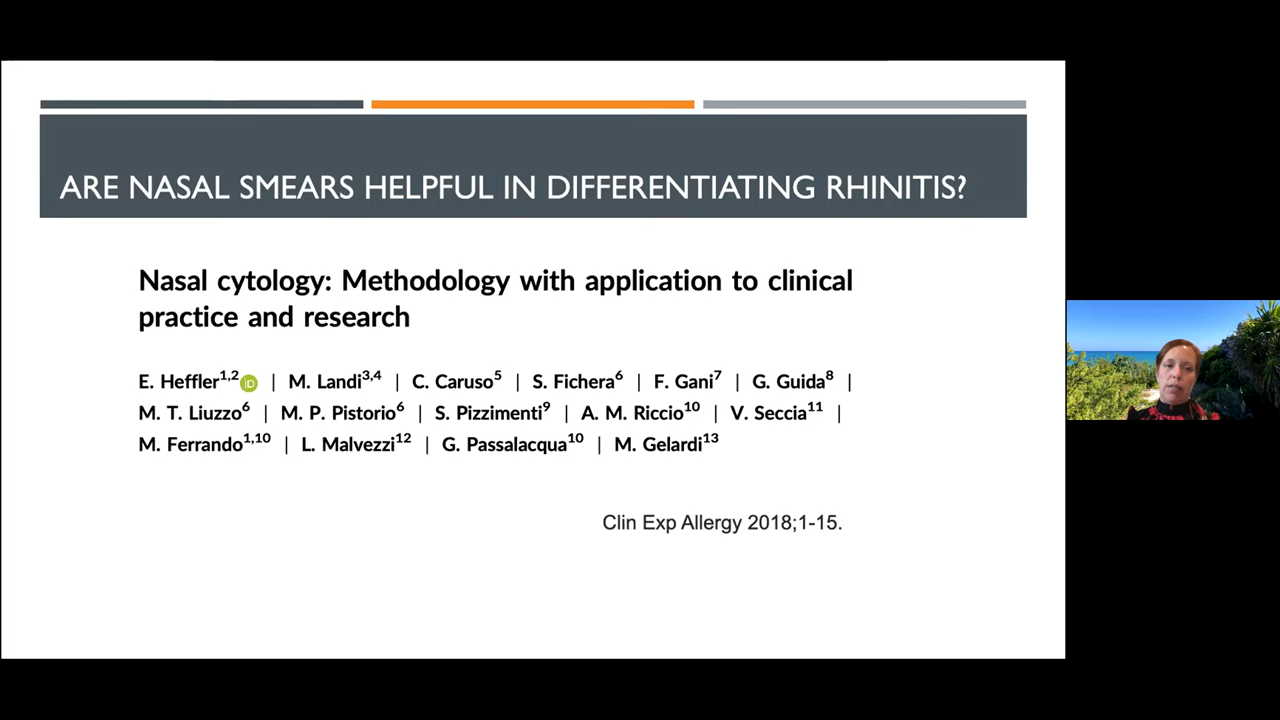 ARE NASAL SMEARS HELPFUL IN DIFFERENTIATING RHINITIS?
Nasal cytology: Methodology with application to clinical
practice and research
E. Heffler1,2 iD | M. Landi3,4 | C. Caruso5 | S. Fichera6 | F. Gani7 | G. Guida8 |
M. T. Liuzzo6 | M. P. Pistorio6 | S. Pizzimenti9 | A. M. Riccio10 | V. Seccia11 |
M. Ferrando1,10 | L. Malvezzi12 | G. Passalacqua10 | M. Gelardi13
Clin Exp Allergy 2018;1-15.